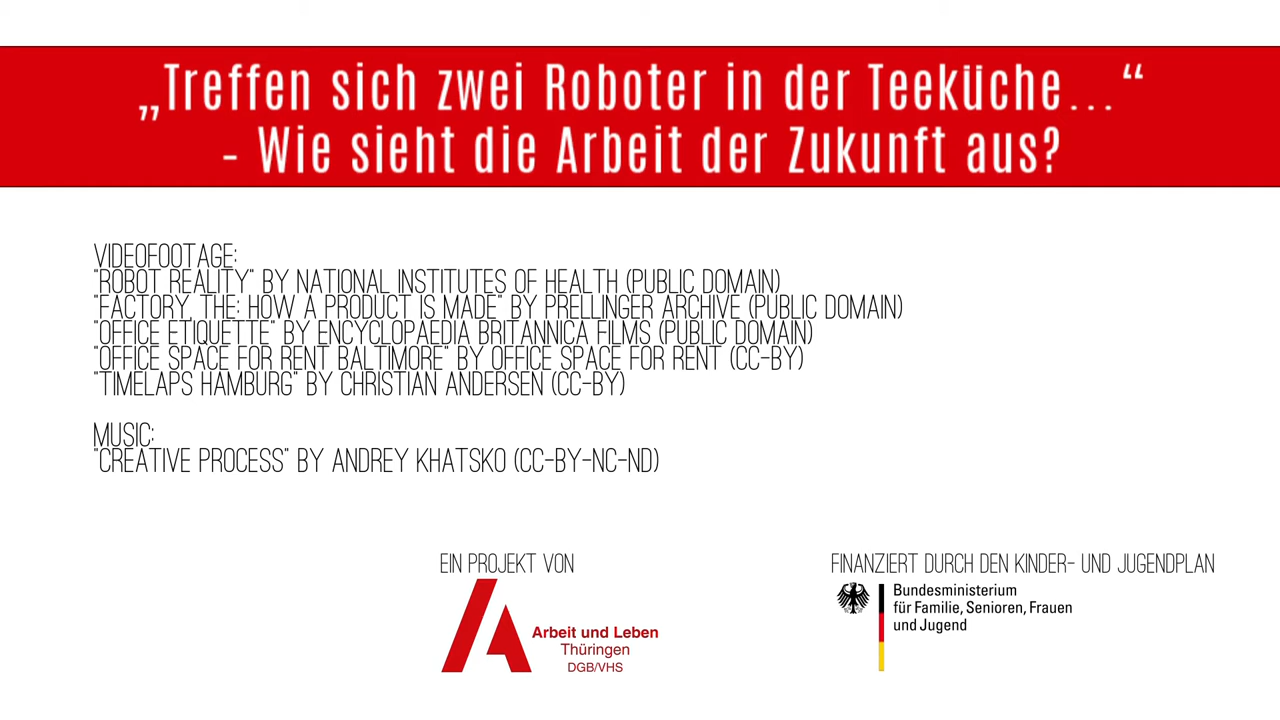 „Treffen sich zwei Roboter in der Teeküche...“
- Wie sieht die Arbeit der Zukunft aus?
VIDEOFOOTAGE:
"ROBOT REALITY" BY NATIONAL INSTITUTES OF HEALTH (PUBLIC DOMAIN)
"FACTORY, THE: HOW A PRODUCT IS MADE" BY PRELLINGER ARCHIVE (PUBLIC DOMAIN)
"OFFICE ETIQUETTE" BY ENCYCLOPAEDIA BRITANNICA FILMS (PUBLIC DOMAIN)
"OFFICE SPACE FOR RENT BALTIMORE" BY OFFICE SPACE FOR RENT (CC-BY)
"TIMELAPS HAMBURG" BY CHRISTIAN ANDERSEN (CC-BY)
MUSIC:
"CREATIVE PROCESS" BY ANDREY KHATSKO (CC-BY-NC-ND)
EIN PROJEKT VON
Arbeit und Leben
Thüringen
DGB/VHS
FINANZIERT DURCH DEN KINDER- UND JUGENDPLAN
Bundesministerium
für Familie, Senioren, Frauen
und Jugend